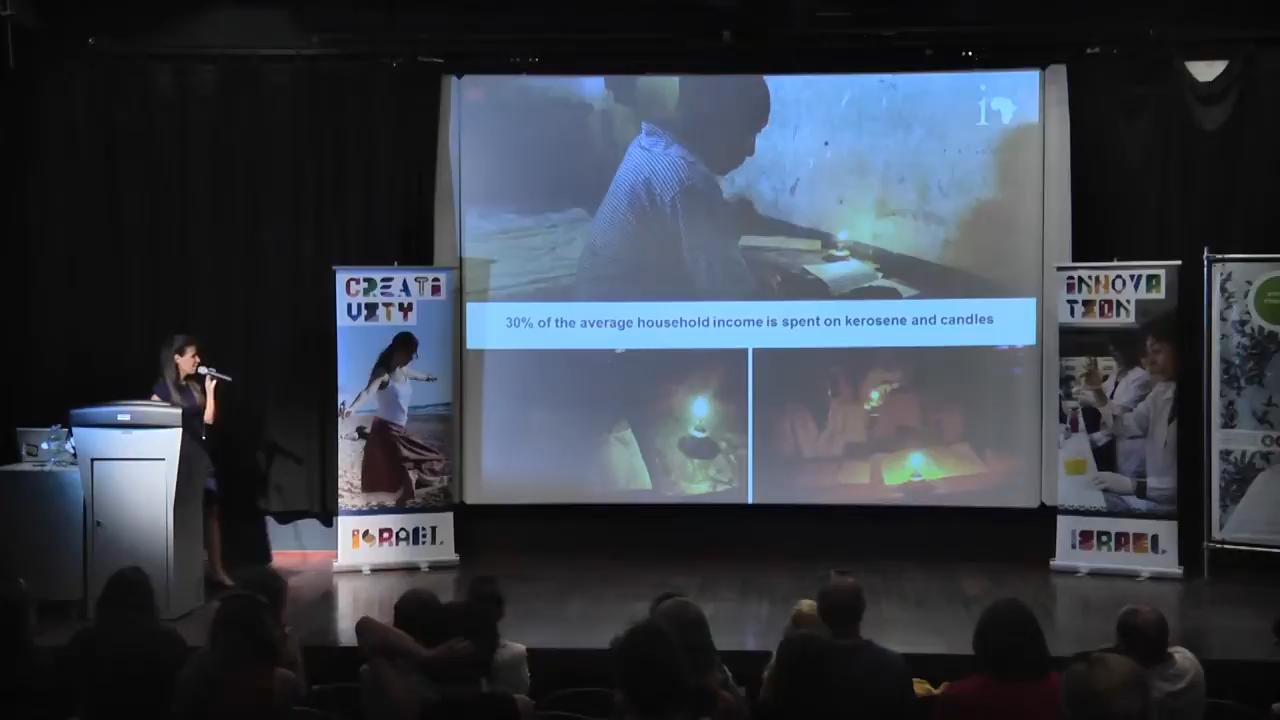 i
30% of the average household income is spent on kerosene and candles
CREATI
VITY
ISRAEL
INNOVA
TION
ISRAEL